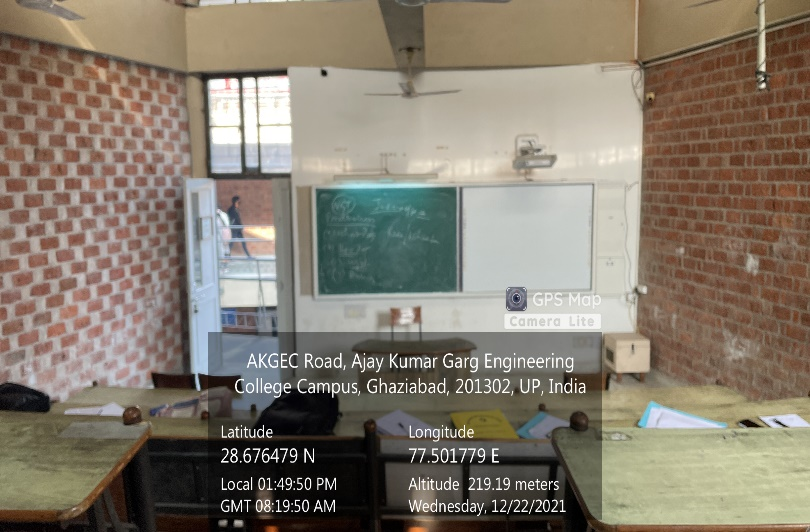 GPS Map
Camera Lite
AKGEC Road, Ajay Kumar Garg Engineering
College Campus, Ghaziabad, 201302, UP, India
Latitude
28.676479 N
Longitude
77.501779 E
Local 01:49:50 PM
GMT 08:19:50 AM
Altitude 219.19 meters
Wednesday, 12/22/2021